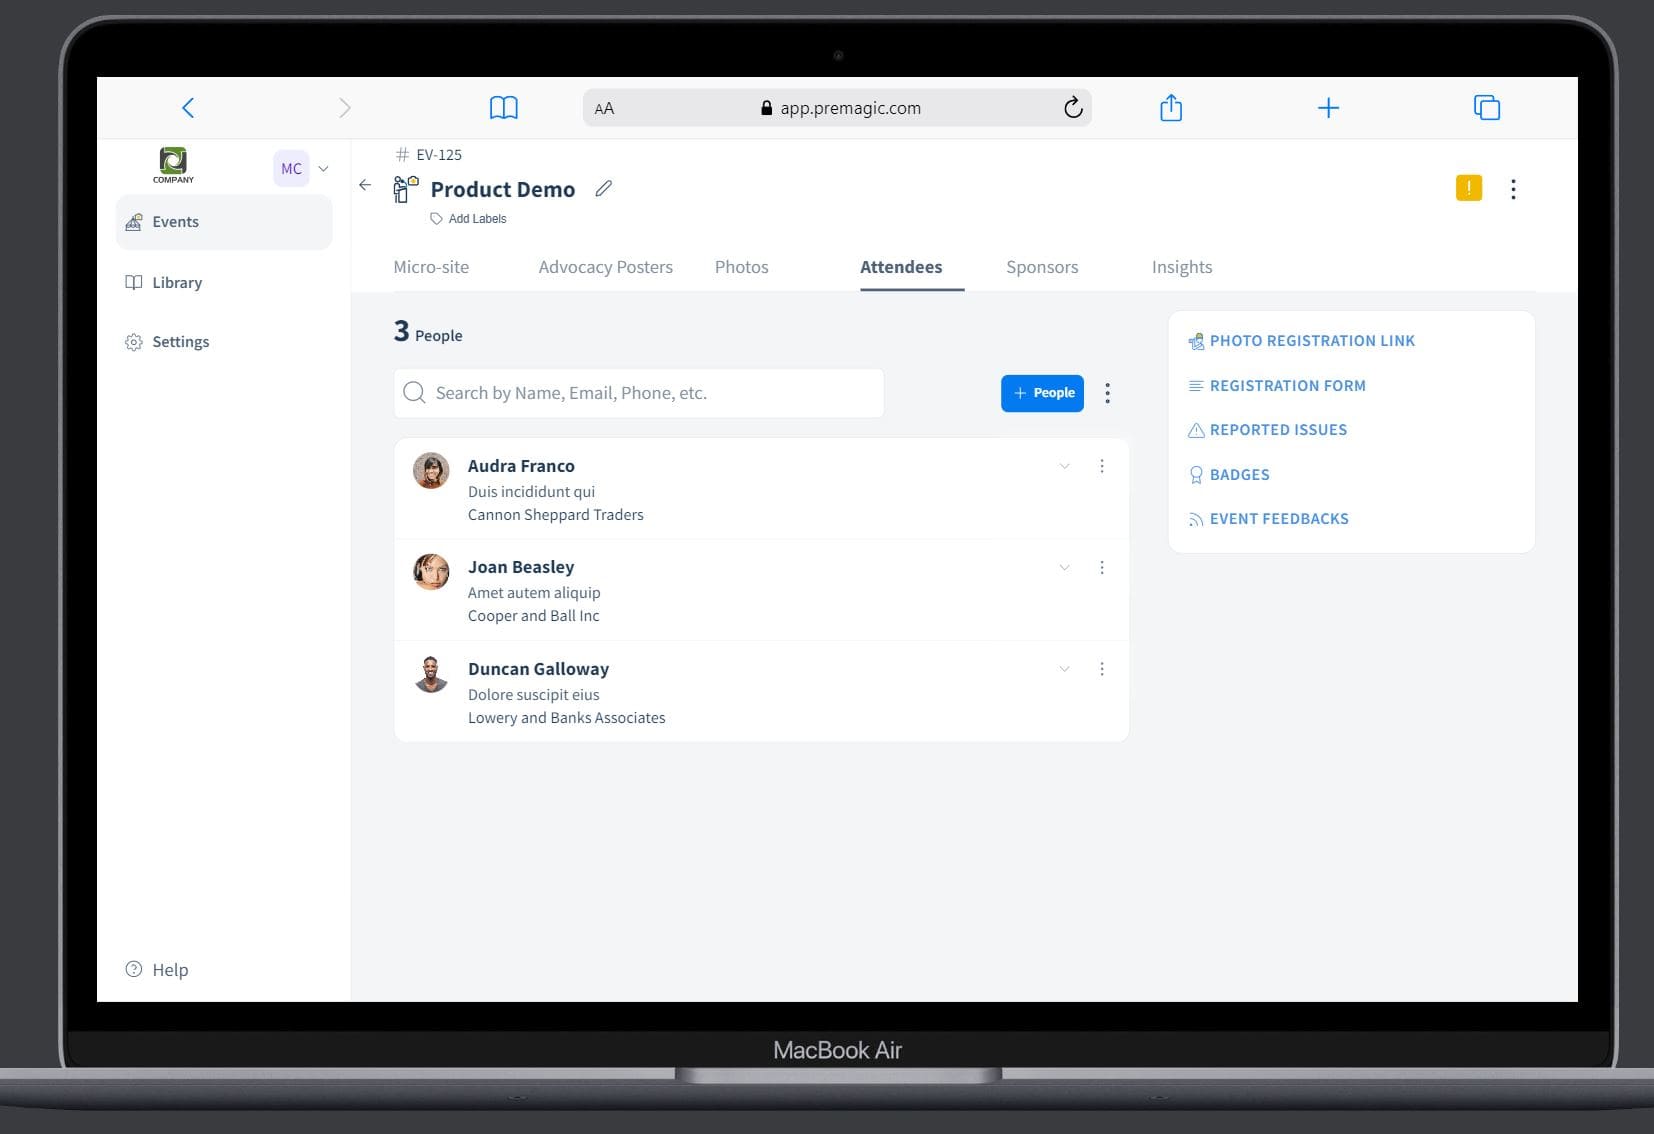 AA app.premagic.com
COMPANY
MC
Events
Library
Settings
Help
# EV-125
Product Demo
!
Add Labels
Micro-site Advocacy Posters Photos Attendees Sponsors Insights
3 People
Search by Name, Email, Phone, etc.
+ People
Audra Franco
Duis incididunt qui
Cannon Sheppard Traders
Joan Beasley
Amet autem aliquip
Cooper and Ball Inc
Duncan Galloway
Dolore suscipit eius
Lowery and Banks Associates
PHOTO REGISTRATION LINK
REGISTRATION FORM
REPORTED ISSUES
BADGES
EVENT FEEDBACKS
MacBook Air